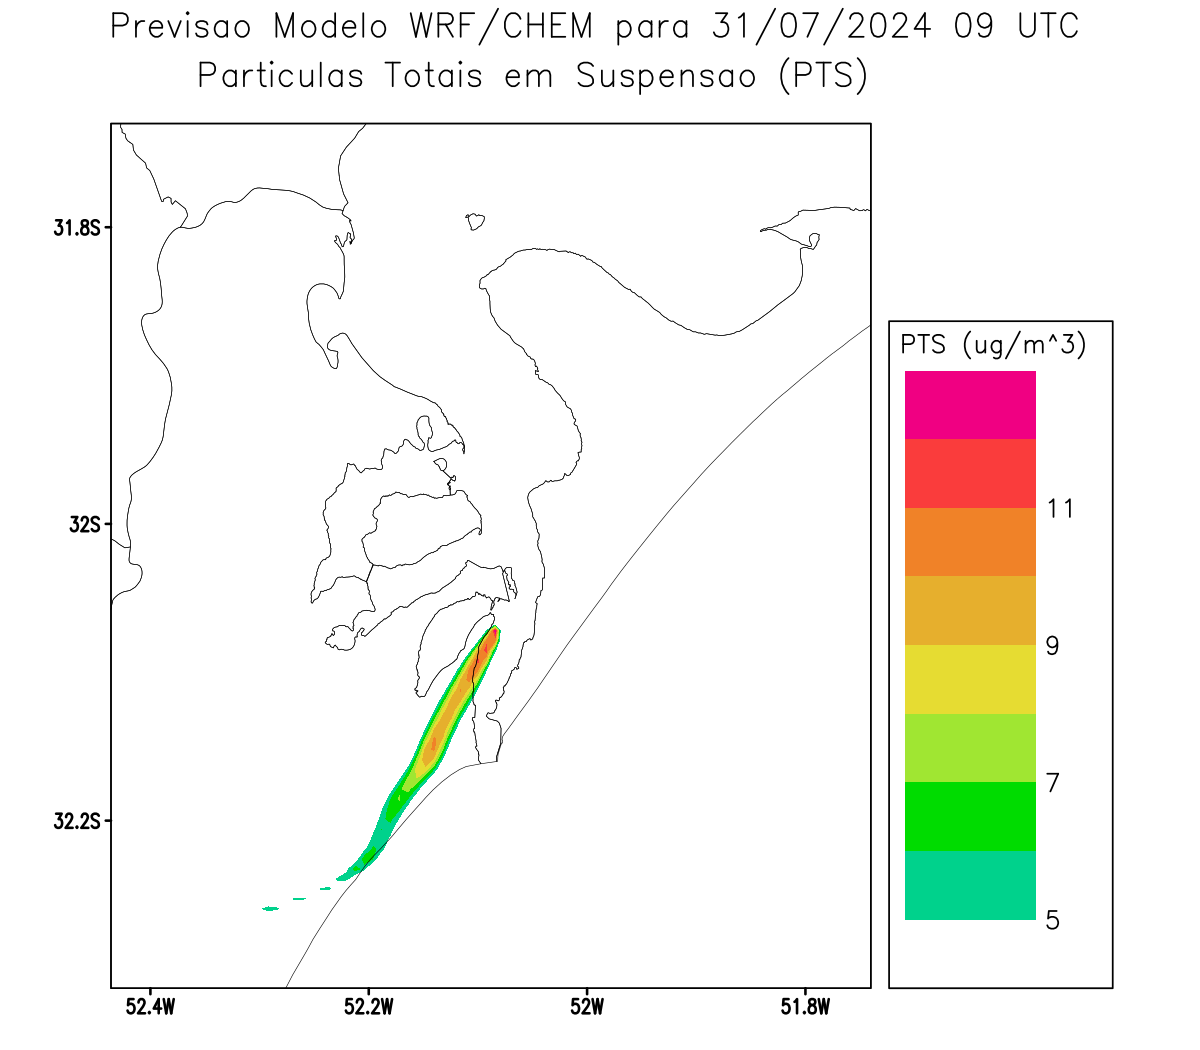 Previsao Modelo WRF/CHEM para 31/07/2024 09 UTC
Particulas Totais em Suspensao (PTS)
31.8S
32S
32.2S
52.4W
52.2W
52W
51.8W
PTS (ug/m^3)
11
9
7
5